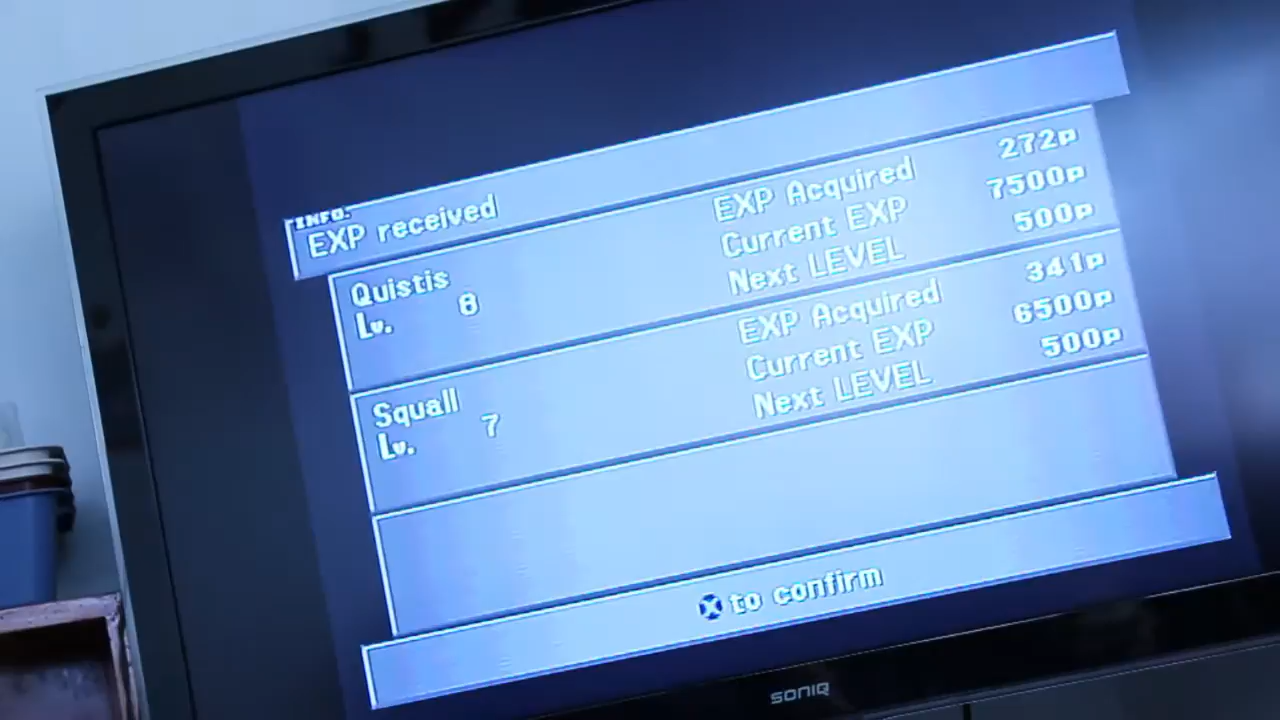 INFO.
EXP received
Quistis
Lv. 8
EXP Acquired 272p
Current EXP 7500p
Next LEVEL 500p
Squall
Lv. 7
EXP Acquired 341p
Current EXP 6500p
Next LEVEL 500p
X to confirm
SONIQ